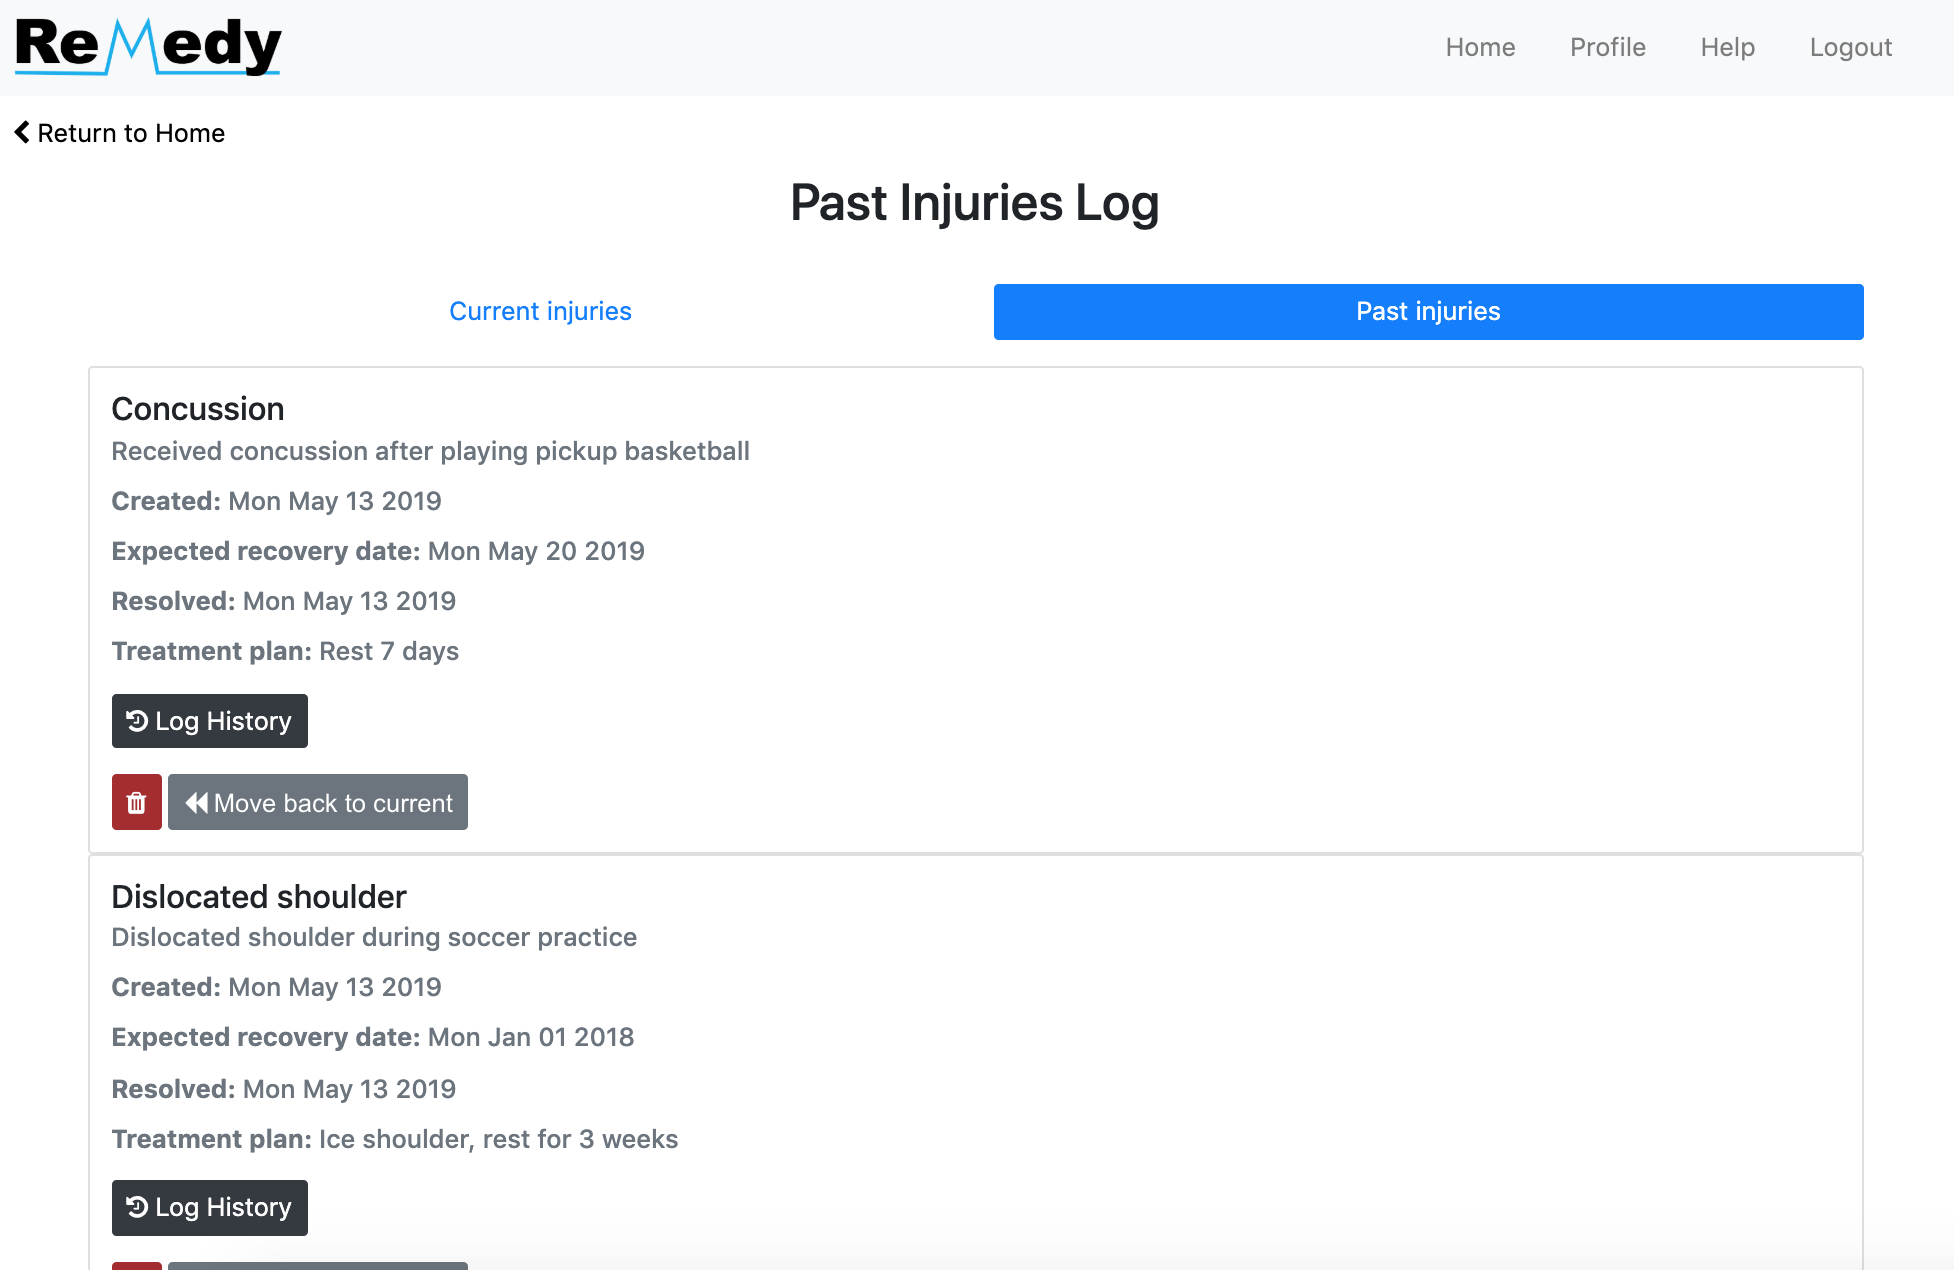 ReMedy
Home Profile Help Logout
Return to Home
Past Injuries Log
Current injuries Past injuries
Concussion
Received concussion after playing pickup basketball
Created: Mon May 13 2019
Expected recovery date: Mon May 20 2019
Resolved: Mon May 13 2019
Treatment plan: Rest 7 days
Log History
Move back to current
Dislocated shoulder
Dislocated shoulder during soccer practice
Created: Mon May 13 2019
Expected recovery date: Mon Jan 01 2018
Resolved: Mon May 13 2019
Treatment plan: Ice shoulder, rest for 3 weeks
Log History